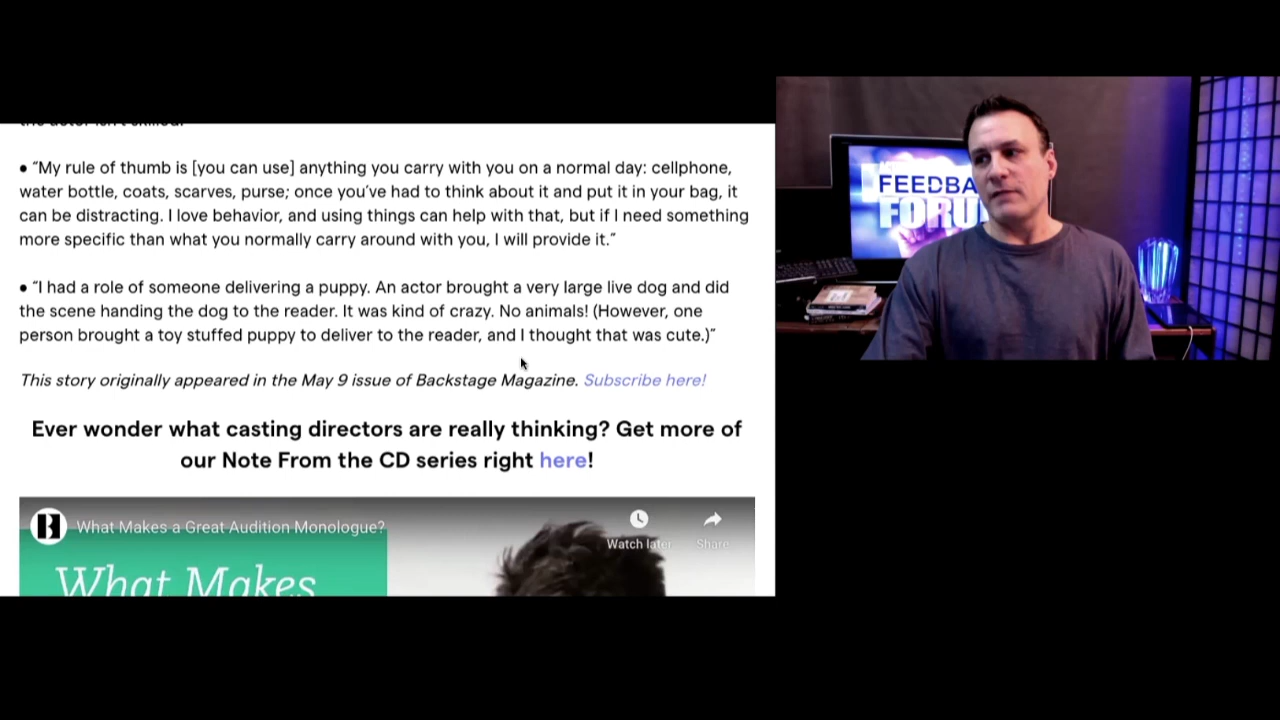 the actor isn't skilled.
● “My rule of thumb is [you can use] anything you carry with you on a normal day: cellphone,
water bottle, coats, scarves, purse; once you’ve had to think about it and put it in your bag, it
can be distracting. I love behavior, and using things can help with that, but if I need something
more specific than what you normally carry around with you, I will provide it.”
● “I had a role of someone delivering a puppy. An actor brought a very large live dog and did
the scene handing the dog to the reader. It was kind of crazy. No animals! (However, one
person brought a toy stuffed puppy to deliver to the reader, and I thought that was cute.)”
This story originally appeared in the May 9 issue of Backstage Magazine. Subscribe here!
Ever wonder what casting directors are really thinking? Get more of
our Note From the CD series right here!
What Makes a Great Audition Monologue?
Watch later
Share
What Makes
FEEDBA
FORU